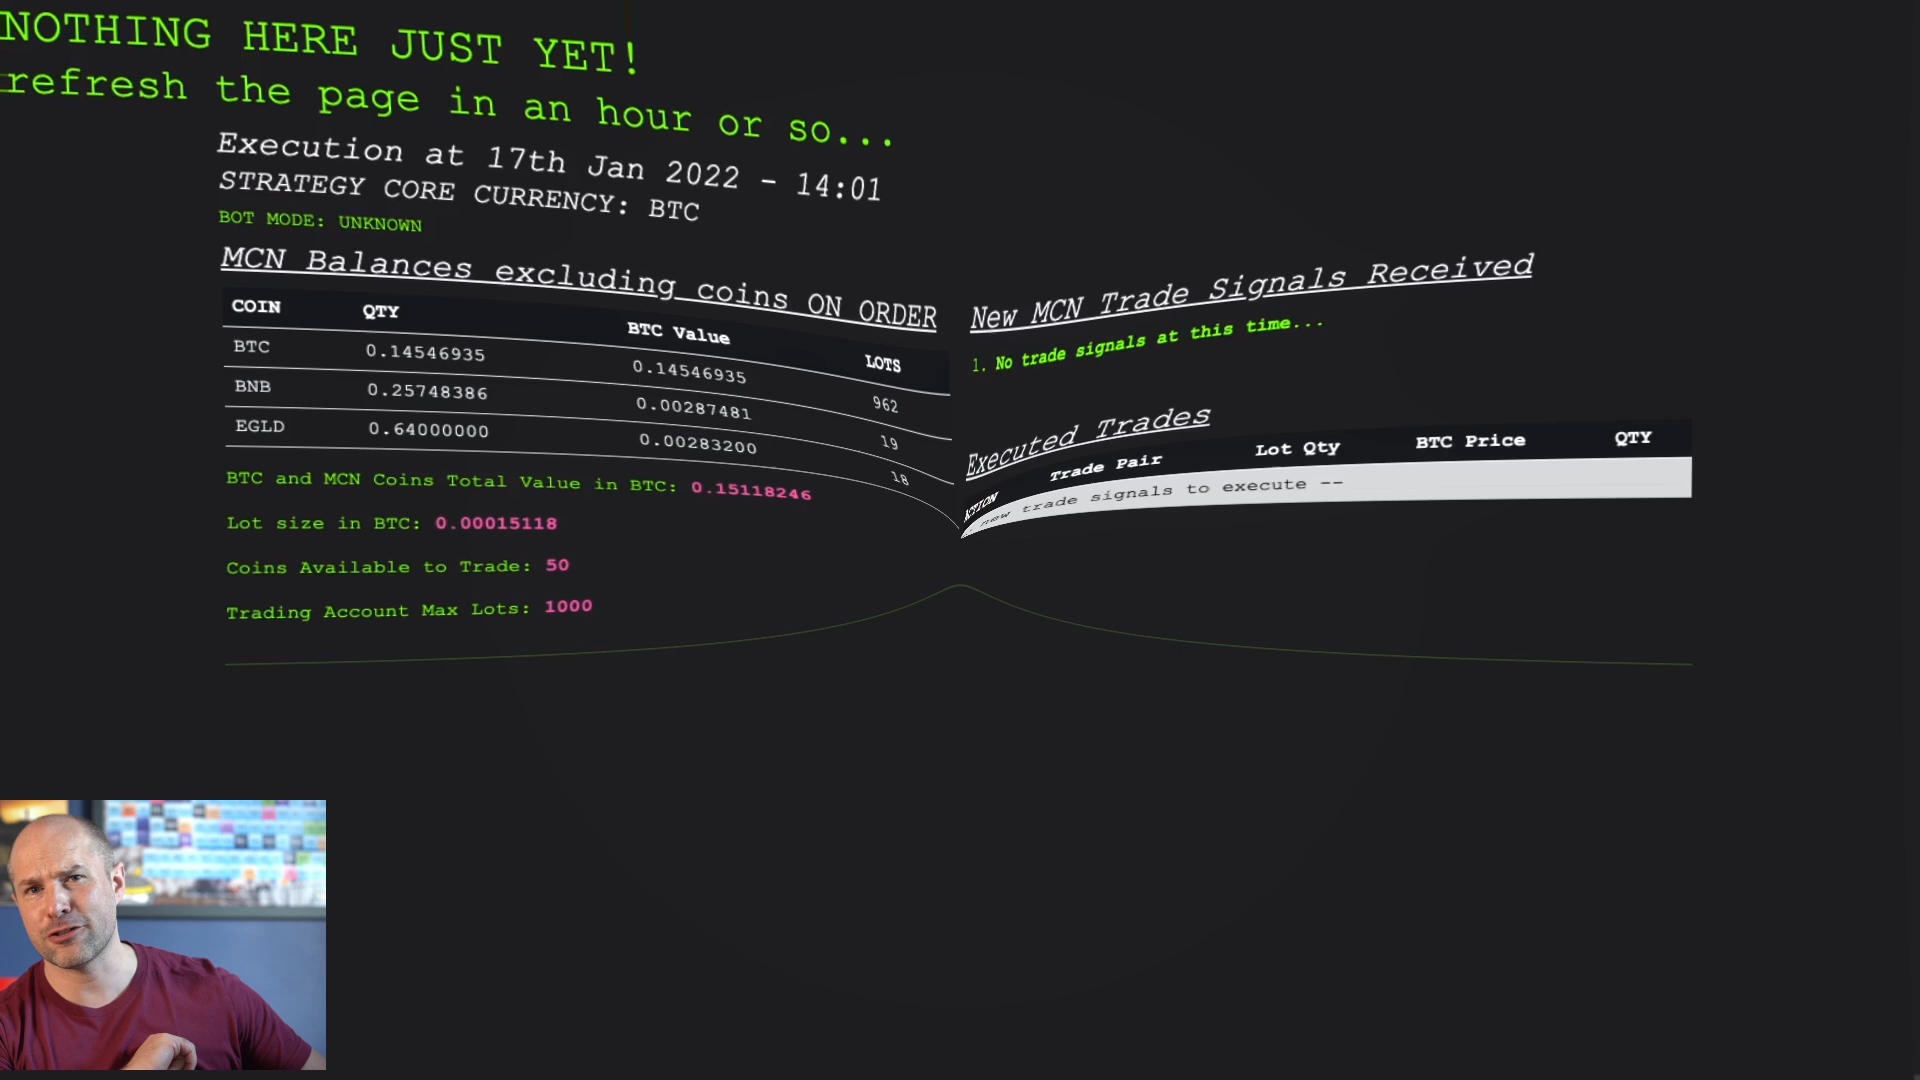 NOTHING HERE JUST YET!
refresh the page in an hour or so...
Execution at 17th Jan 2022 - 14:01
STRATEGY CORE CURRENCY: BTC
BOT MODE: UNKNOWN
MCN Balances excluding coins ON ORDER
COIN QTY BTC Value LOTS
BTC 0.14546935 0.14546935 962
BNB 0.25748386 0.00287481 19
EGLD 0.64000000 0.00283200 18
BTC and MCN Coins Total Value in BTC: 0.15118246
Lot size in BTC: 0.00015118
Coins Available to Trade: 50
Trading Account Max Lots: 1000
New MCN Trade Signals Received
1. No trade signals at this time...
Executed Trades
ACTION Trade Pair Lot Qty BTC Price QTY
new trade signals to execute --